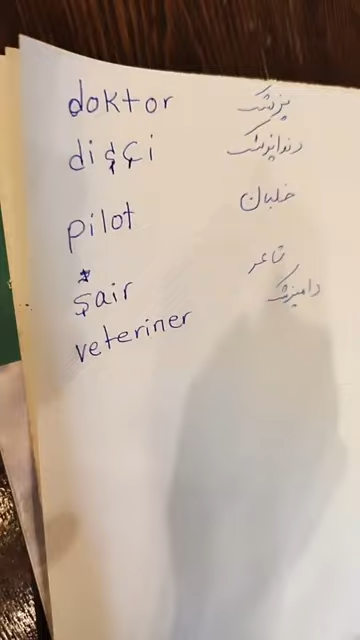 doktor پزشک
dişçi دندانپزشک
pilot خلبان
şair شاعر
veteriner دامپزشک